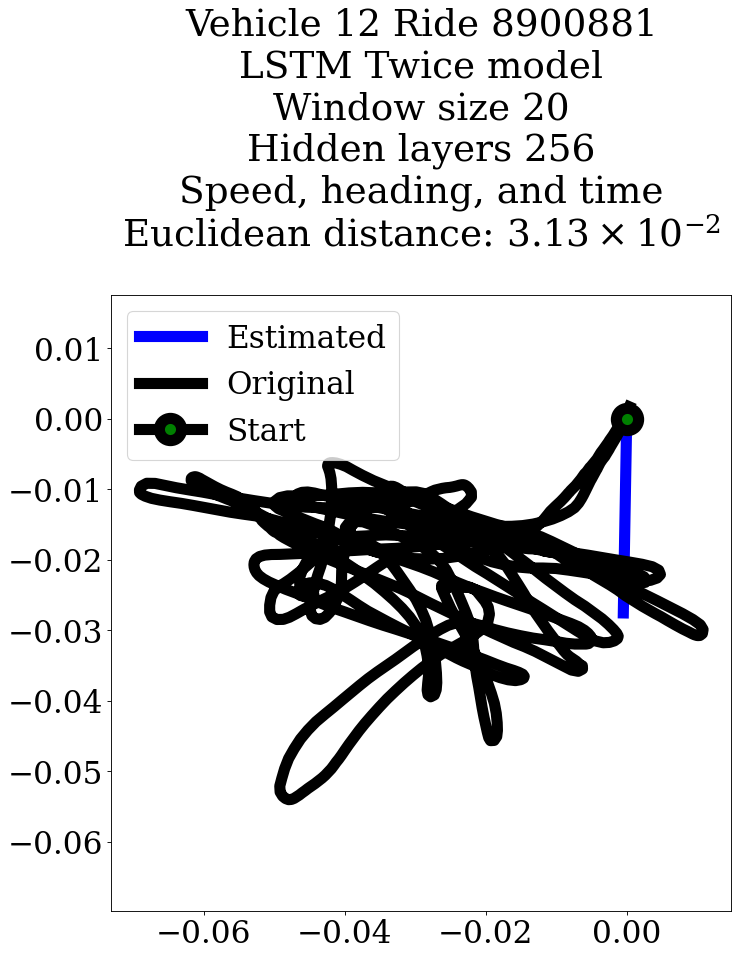 Vehicle 12 Ride 8900881
LSTM Twice model
Window size 20
Hidden layers 256
Speed, heading, and time
Euclidean distance: 3.13 × 10⁻²
Estimated
Original
Start
0.01
0.00
−0.01
−0.02
−0.03
−0.04
−0.05
−0.06
−0.06 −0.04 −0.02 0.00